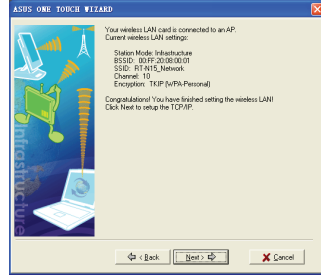 ASUS ONE TOUCH WIZARD
Your wireless LAN card is connected to an AP.
Current wireless LAN settings:
Station Mode: Infrastructure
BSSID: 00:FF:20:08:00:01
SSID: RT-N15_Network
Channel: 10
Encryption: TKIP (WPA-Personal)
Congratulations! You have finished setting the wireless LAN!
Click Next to setup the TCP/IP.
Infrastructure
< Back
Next >
Cancel